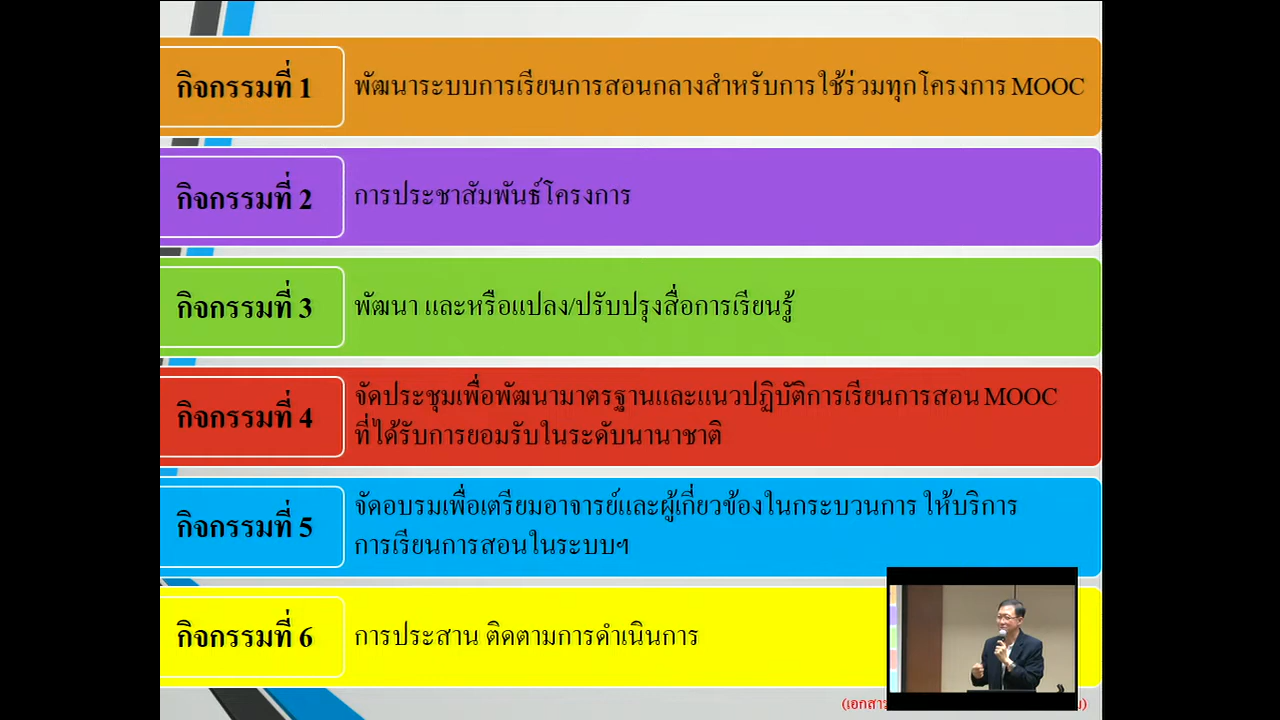 กิจกรรมที่ 1
พัฒนาระบบการเรียนการสอนกลางสำหรับการใช้ร่วมทุกโครงการ MOOC
กิจกรรมที่ 2
การประชาสัมพันธ์โครงการ
กิจกรรมที่ 3
พัฒนา และหรือแปลง/ปรับปรุงสื่อการเรียนรู้
กิจกรรมที่ 4
จัดประชุมเพื่อพัฒนามาตรฐานและแนวปฏิบัติการเรียนการสอน MOOC
ที่ได้รับการยอมรับในระดับนานาชาติ
กิจกรรมที่ 5
จัดอบรมเพื่อเตรียมอาจารย์และผู้เกี่ยวข้องในกระบวนการ ให้บริการ
การเรียนการสอนในระบบฯ
กิจกรรมที่ 6
การประสาน ติดตามการดำเนินการ
(เอกสาร